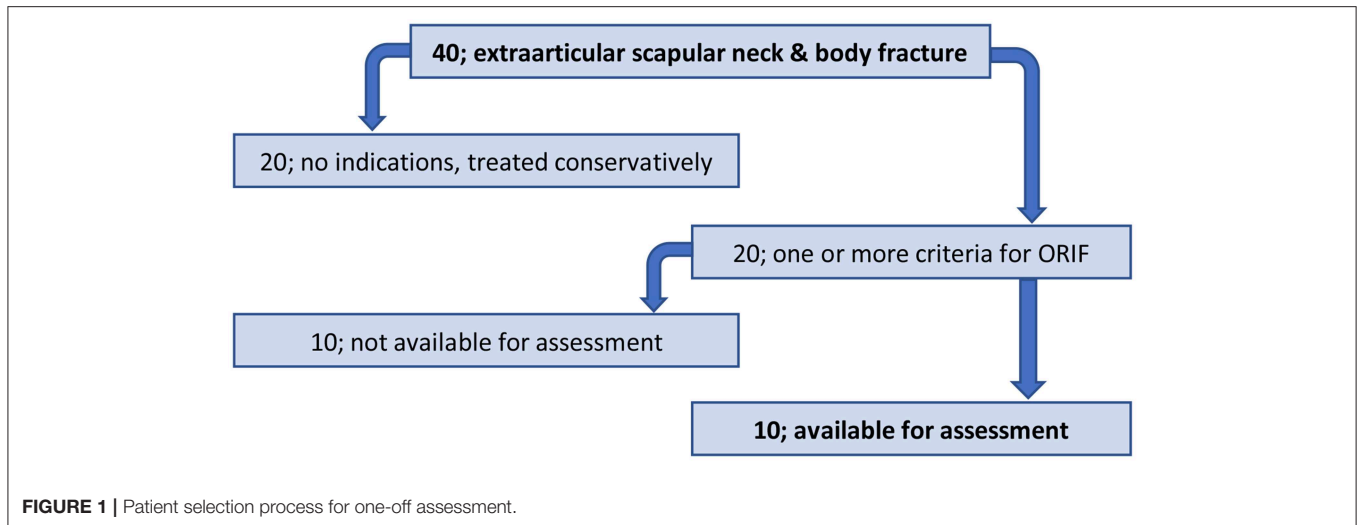 40; extraarticular scapular neck & body fracture
20; no indications, treated conservatively
20; one or more criteria for ORIF
10; not available for assessment
10; available for assessment
FIGURE 1 | Patient selection process for one-off assessment.